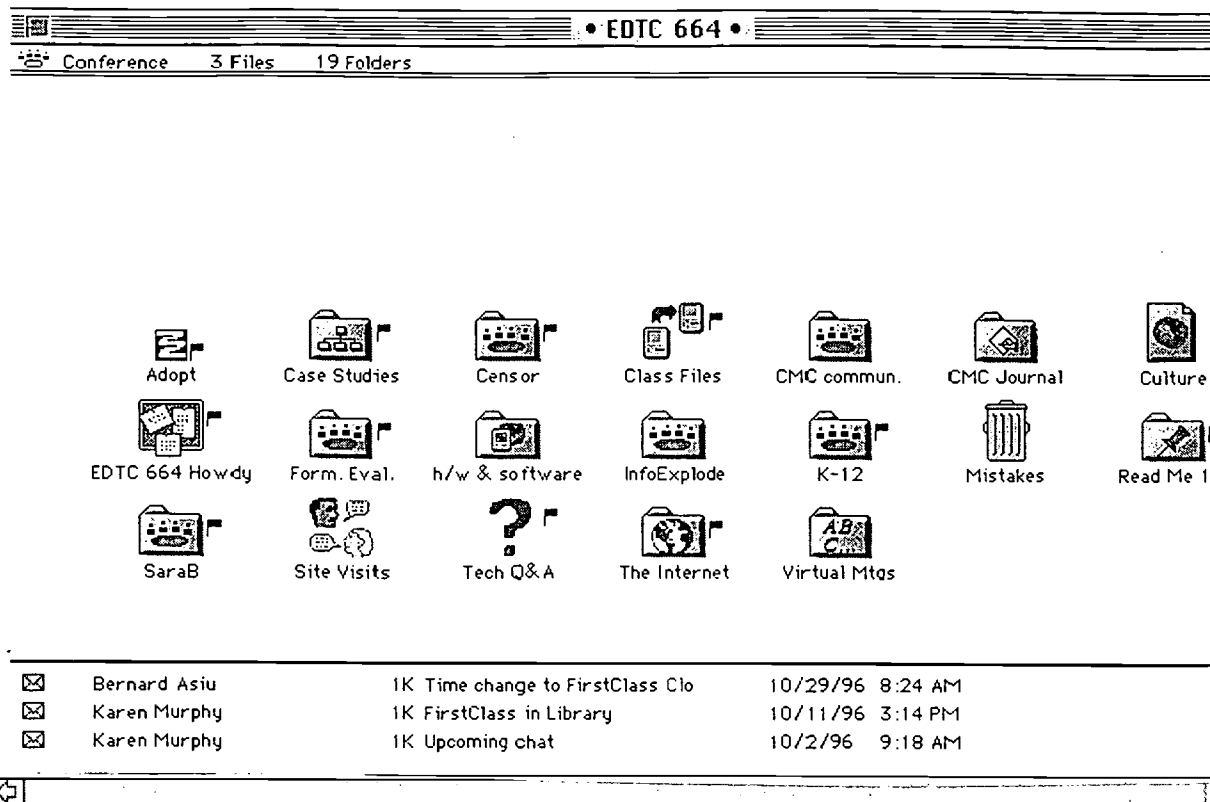 • EDTC 664 •
Conference 3 Files 19 Folders
Adopt Case Studies Censor Class Files CMC commun. CMC Journal Culture
EDTC 664 Howdy Form. Eval. h/w & software InfoExplode K-12 Mistakes Read Me 1
ABC...
SaraB Site Visits Tech Q&A The Internet Virtual Mtgs
Bernard Asiu 1K Time change to FirstClass Clo 10/29/96 8:24 AM
Karen Murphy 1K FirstClass in Library 10/11/96 3:14 PM
Karen Murphy 1K Upcoming chat 10/2/96 9:18 AM